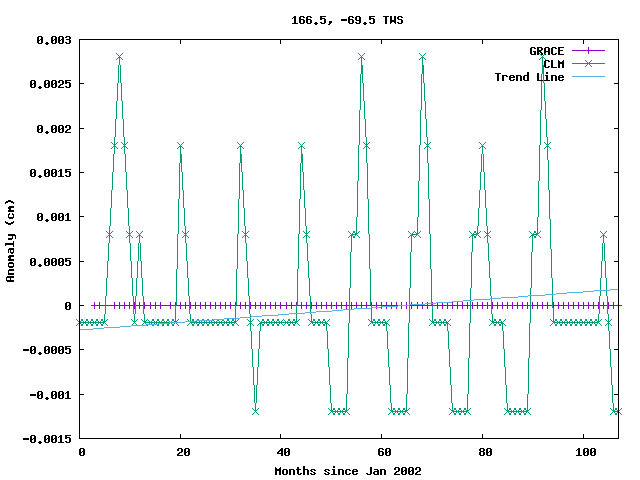 166.5, -69.5 TWS
GRACE
CLM
Trend Line
0.003
0.0025
0.002
0.0015
0.001
0.0005
0
-0.0005
-0.001
-0.0015
Anomaly (cm)
0 20 40 60 80 100
Months since Jan 2002